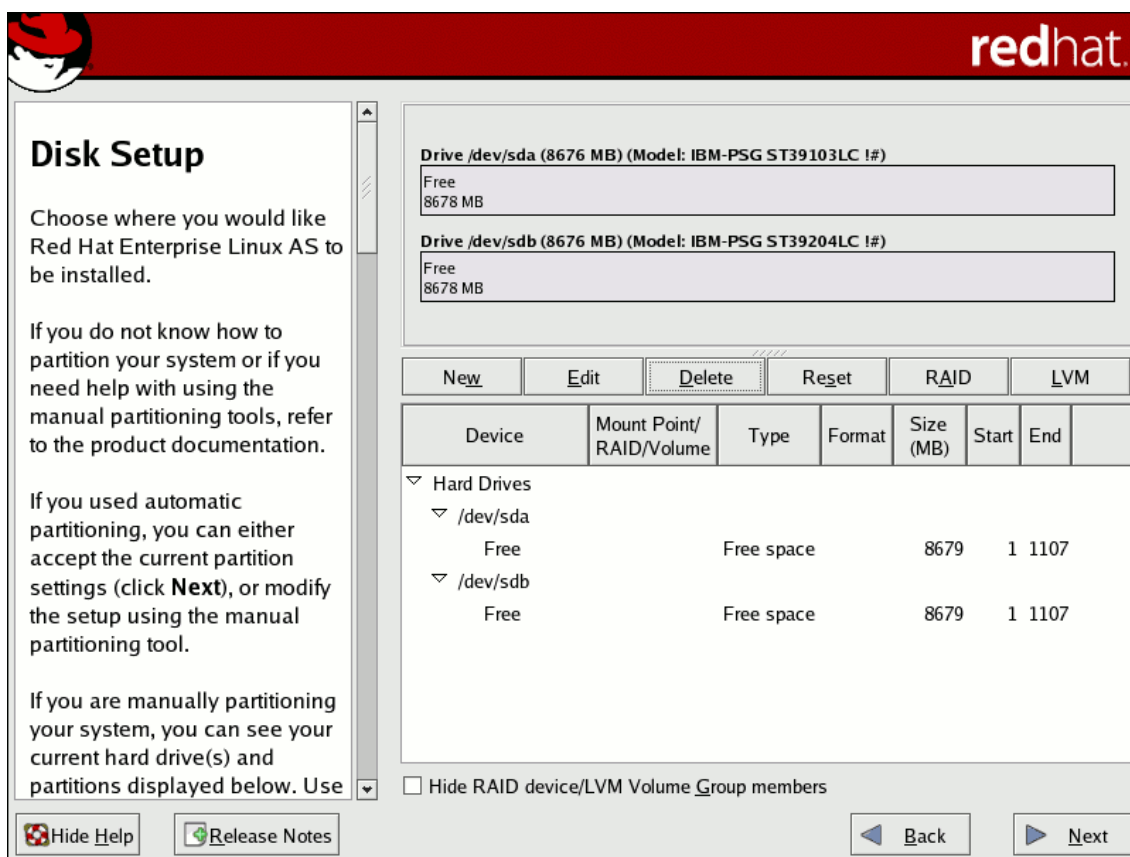 redhat.
Disk Setup
Choose where you would like
Red Hat Enterprise Linux AS to
be installed.
If you do not know how to
partition your system or if you
need help with using the
manual partitioning tools, refer
to the product documentation.
If you used automatic
partitioning, you can either
accept the current partition
settings (click Next), or modify
the setup using the manual
partitioning tool.
If you are manually partitioning
your system, you can see your
current hard drive(s) and
partitions displayed below. Use
Drive /dev/sda (8676 MB) (Model: IBM-PSG ST39103LC !#)
Free
8678 MB
Drive /dev/sdb (8676 MB) (Model: IBM-PSG ST39204LC !#)
Free
8678 MB
New Edit Delete Reset RAID LVM
Device Mount Point/ RAID/Volume Type Format Size (MB) Start End
Hard Drives
/dev/sda
Free Free space 8679 1 1107
/dev/sdb
Free Free space 8679 1 1107
Hide RAID device/LVM Volume Group members
Hide Help Release Notes Back Next